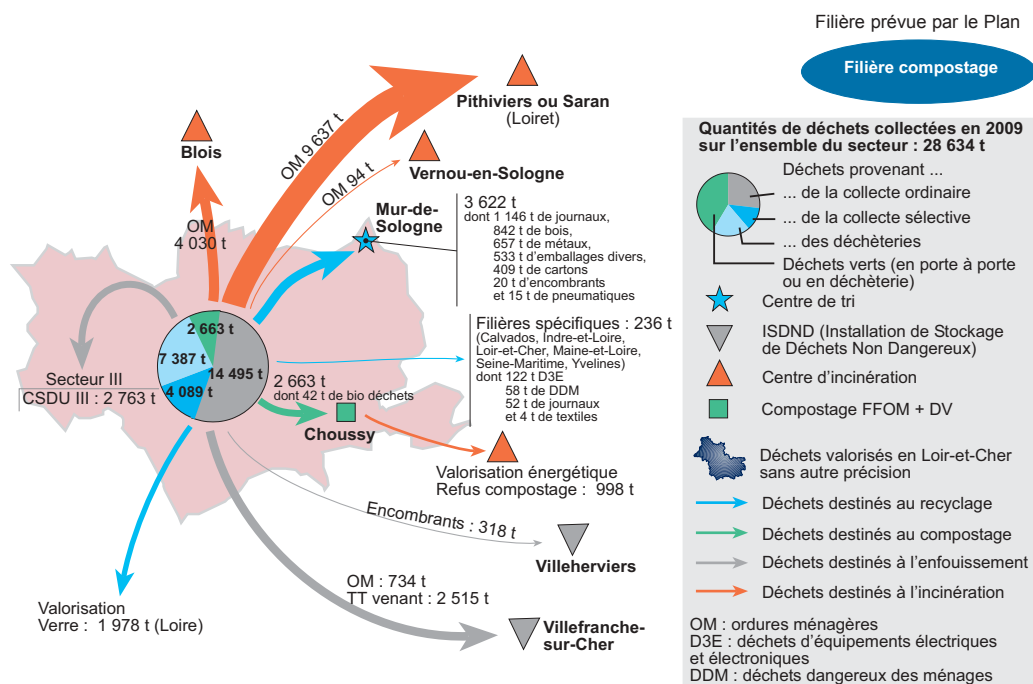 Filière prévue par le Plan
Filière compostage
Pithiviers ou Saran
(Loiret)
Blois
OM 9 637 t
Vernou-en-Sologne
OM 94 t
OM
4 030 t
Mur-de-
Sologne
3 622 t
dont 1 146 t de journaux,
842 t de bois,
657 t de métaux,
533 t d'emballages divers,
409 t de cartons
20 t d'encombrants
et 15 t de pneumatiques
2 663 t
7 387 t
14 495 t
4 089 t
Secteur III
CSDU III : 2 763 t
Filières spécifiques : 236 t
(Calvados, Indre-et-Loire,
Loir-et-Cher, Maine-et-Loire,
Seine-Maritime, Yvelines)
dont 122 t D3E
58 t de DDM
52 t de journaux
et 4 t de textiles
2 663 t
dont 42 t de bio déchets
Choussy
Valorisation énergétique
Refus compostage : 998 t
Encombrants : 318 t
Villeherviers
OM : 734 t
TT venant : 2 515 t
Villefranche-
sur-Cher
Valorisation
Verre : 1 978 t (Loire)
Quantités de déchets collectées en 2009
sur l'ensemble du secteur : 28 634 t
Déchets provenant ...
... de la collecte ordinaire
... de la collecte sélective
... des déchèteries
Déchets verts (en porte à porte
ou en déchèterie)
Centre de tri
ISDND (Installation de Stockage
de Déchets Non Dangereux)
Centre d'incinération
Compostage FFOM + DV
Déchets valorisés en Loir-et-Cher
sans autre précision
Déchets destinés au recyclage
Déchets destinés au compostage
Déchets destinés à l'enfouissement
Déchets destinés à l'incinération
OM : ordures ménagères
D3E : déchets d'équipements électriques
et électroniques
DDM : déchets dangereux des ménages